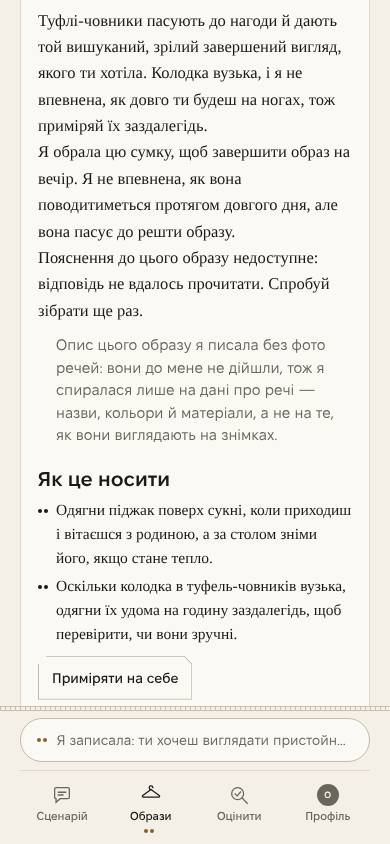 Туфлі-човники пасують до нагоди й дають
той вишуканий, зрілий завершений вигляд,
якого ти хотіла. Колодка вузька, і я не
впевнена, як довго ти будеш на ногах, тож
приміряй їх заздалегідь.
Я обрала цю сумку, щоб завершити образ на
вечір. Я не впевнена, як вона
поводитиметься протягом довгого дня, але
вона пасує до решти образу.
Пояснення до цього образу недоступне:
відповідь не вдалось прочитати. Спробуй
зібрати ще раз.
Опис цього образу я писала без фото
речей: вони до мене не дійшли, тож я
спиралася лише на дані про речі —
назви, кольори й матеріали, а не на те,
як вони виглядають на знімках.
Як це носити
Одягни піджак поверх сукні, коли приходиш
і вітаєшся з родиною, а за столом зніми
його, якщо стане тепло.
Оскільки колодка в туфель-човників вузька,
одягни їх удома на годину заздалегідь, щоб
перевірити, чи вони зручні.
Приміряти на себе
Я записала: ти хочеш виглядати пристойн…
Сценарій
Образи
Оцінити
О
Профіль